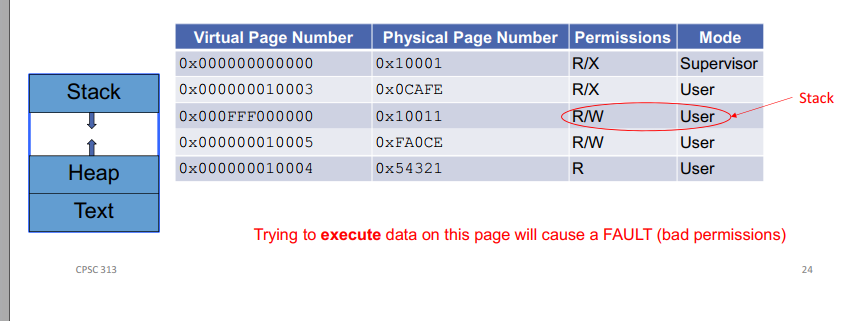 Virtual Page Number Physical Page Number Permissions Mode
0x000000000000 0x10001 R/X Supervisor
0x000000010003 0x0CAFE R/X User
0x000FFF000000 0x10011 R/W User
0x000000010005 0xFA0CE R/W User
0x000000010004 0x54321 R User
Stack
Stack
Heap
Text
Trying to execute data on this page will cause a FAULT (bad permissions)
CPSC 313
24